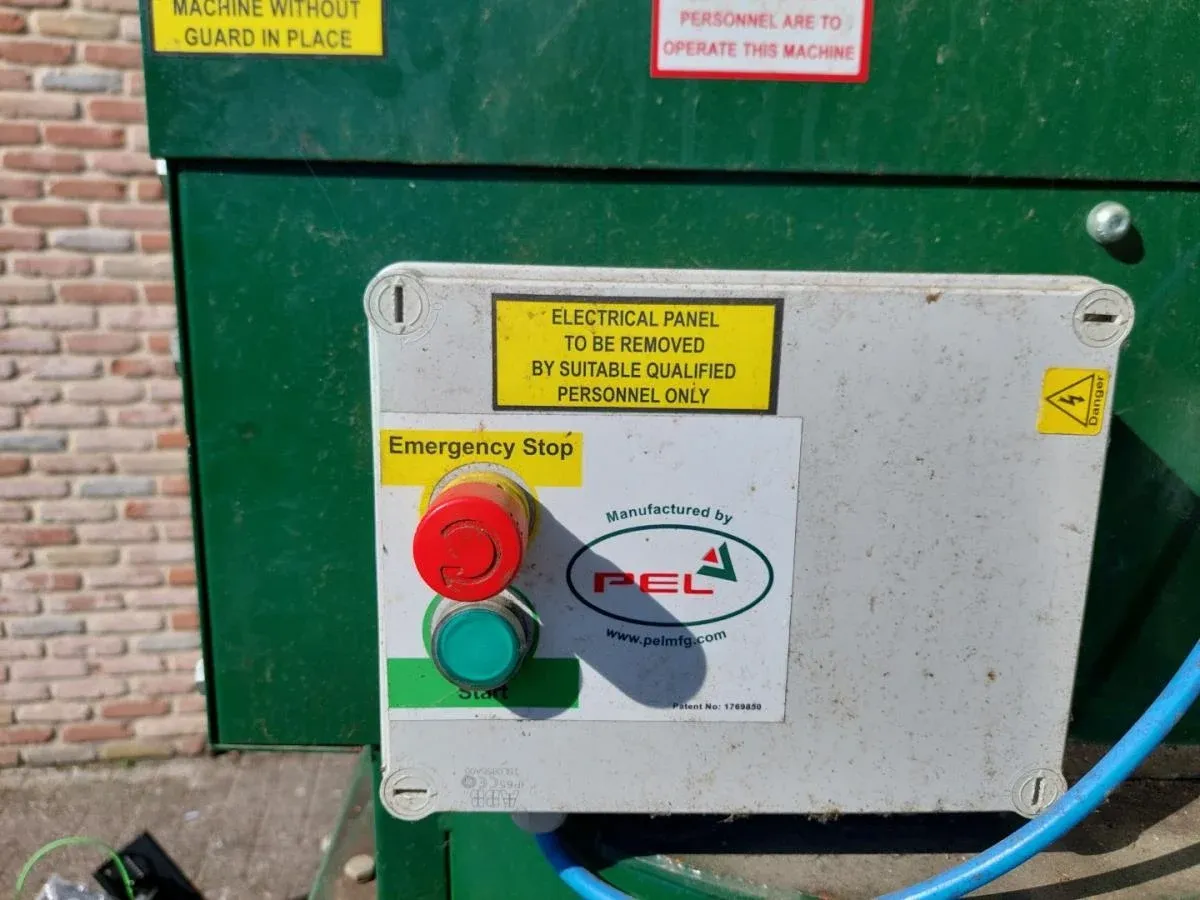 MACHINE WITHOUT
GUARD IN PLACE
PERSONNEL ARE TO
OPERATE THIS MACHINE
ELECTRICAL PANEL
TO BE REMOVED
BY SUITABLE QUALIFIED
PERSONNEL ONLY
Danger
Emergency Stop
Manufactured by
PEL
www.pelmfg.com
Start
Patent No: 1769850